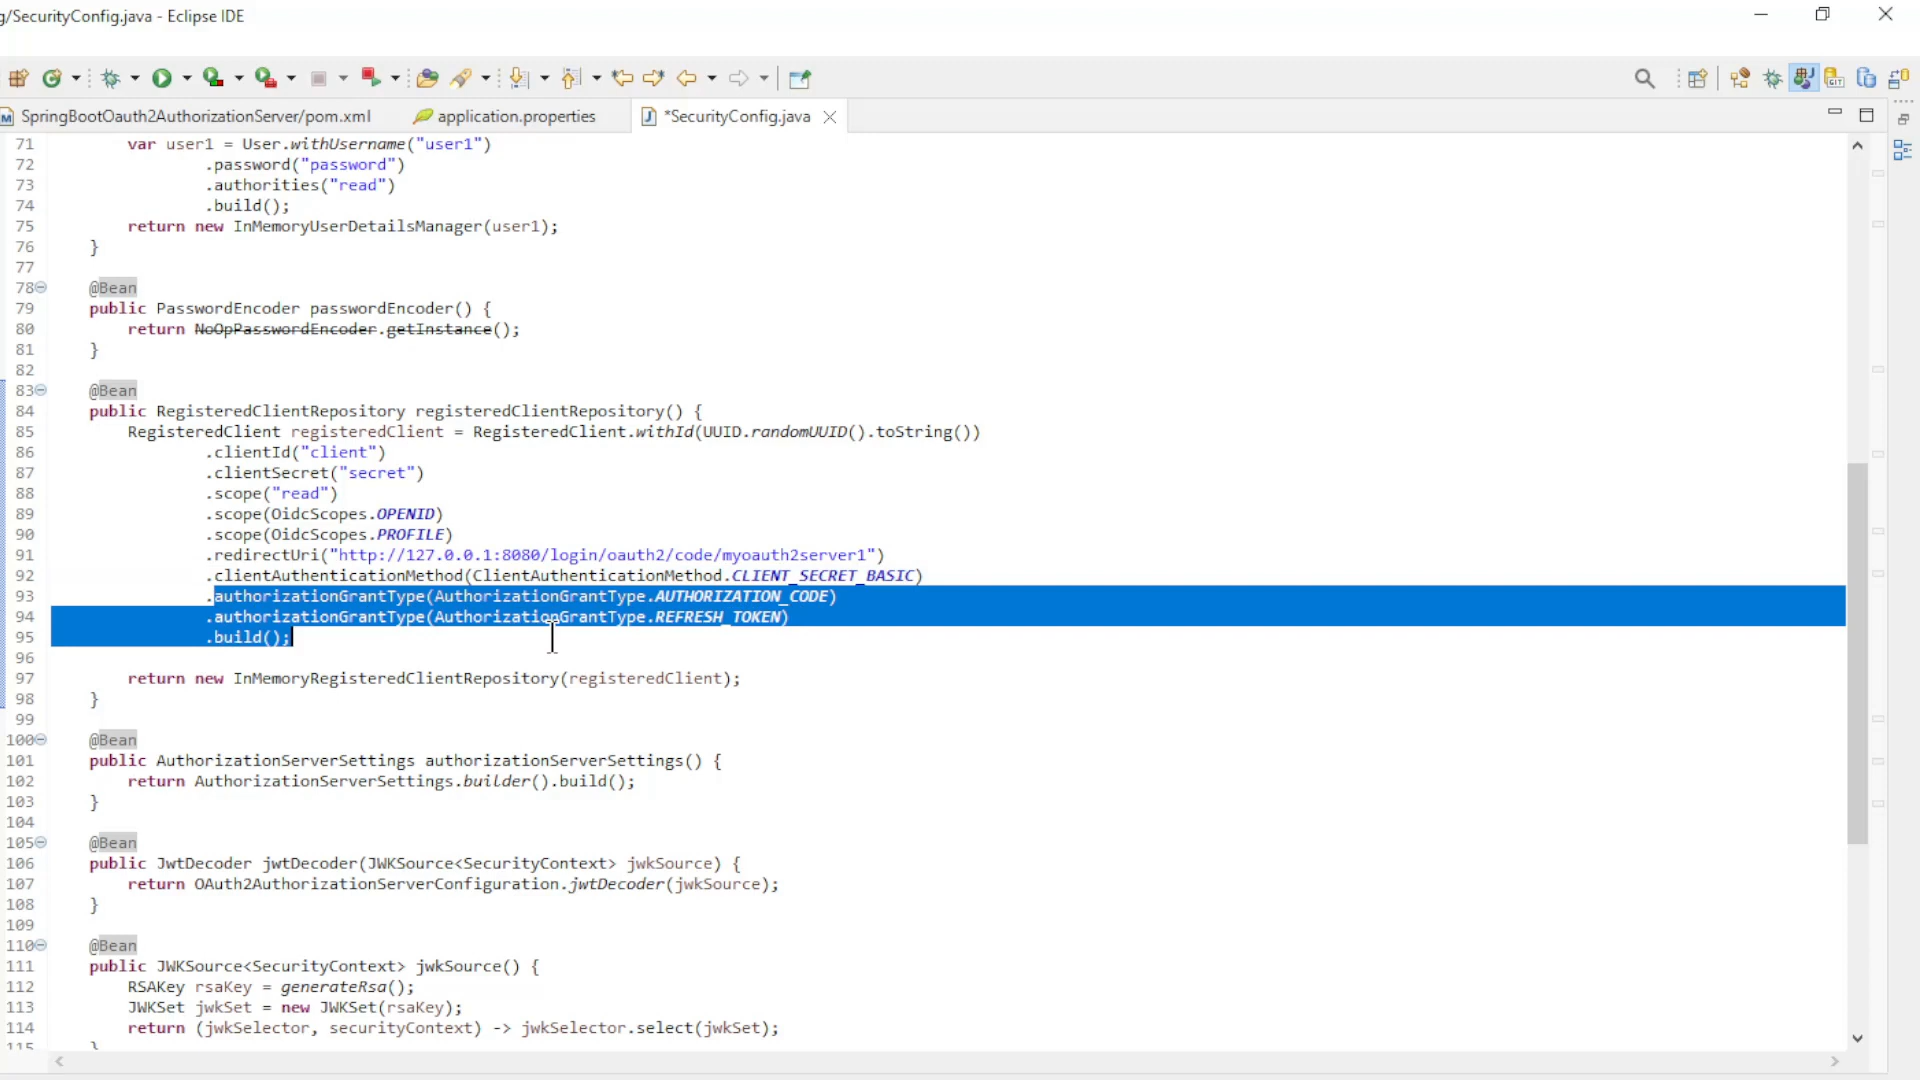 g/SecurityConfig.java - Eclipse IDE
SpringBootOauth2AuthorizationServer/pom.xml
application.properties
*SecurityConfig.java
71 var user1 = User.withUsername("user1")
72 .password("password")
73 .authorities("read")
74 .build();
75 return new InMemoryUserDetailsManager(user1);
76 }
77
78 @Bean
79 public PasswordEncoder passwordEncoder() {
80 return NoOpPasswordEncoder.getInstance();
81 }
82
83 @Bean
84 public RegisteredClientRepository registeredClientRepository() {
85 RegisteredClient registeredClient = RegisteredClient.withId(UUID.randomUUID().toString())
86 .clientId("client")
87 .clientSecret("secret")
88 .scope("read")
89 .scope(OidcScopes.OPENID)
90 .scope(OidcScopes.PROFILE)
91 .redirectUri("http://127.0.0.1:8080/login/oauth2/code/myoauth2server1")
92 .clientAuthenticationMethod(ClientAuthenticationMethod.CLIENT_SECRET_BASIC)
93 .authorizationGrantType(AuthorizationGrantType.AUTHORIZATION_CODE)
94 .authorizationGrantType(AuthorizationGrantType.REFRESH_TOKEN)
95 .build();
96
97 return new InMemoryRegisteredClientRepository(registeredClient);
98 }
99
100 @Bean
101 public AuthorizationServerSettings authorizationServerSettings() {
102 return AuthorizationServerSettings.builder().build();
103 }
104
105 @Bean
106 public JwtDecoder jwtDecoder(JWKSource<SecurityContext> jwkSource) {
107 return OAuth2AuthorizationServerConfiguration.jwtDecoder(jwkSource);
108 }
109
110 @Bean
111 public JWKSource<SecurityContext> jwkSource() {
112 RSAKey rsaKey = generateRsa();
113 JWKSet jwkSet = new JWKSet(rsaKey);
114 return (jwkSelector, securityContext) -> jwkSelector.select(jwkSet);
115 }